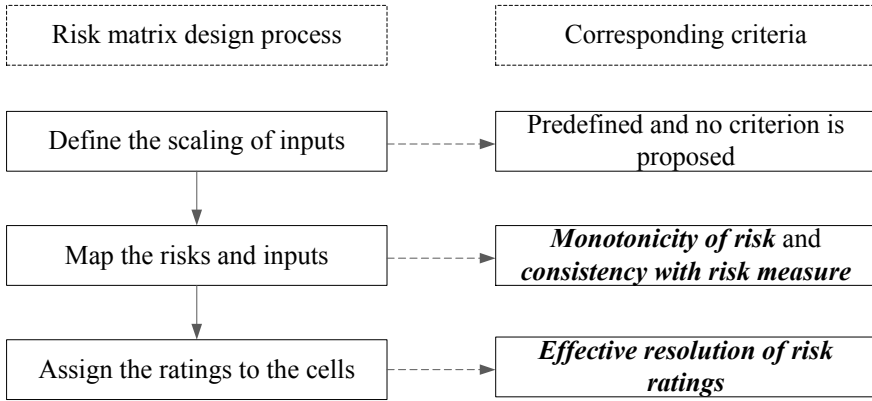 Risk matrix design process
Corresponding criteria
Define the scaling of inputs
Predefined and no criterion is
proposed
Map the risks and inputs
Monotonicity of risk and
consistency with risk measure
Assign the ratings to the cells
Effective resolution of risk
ratings